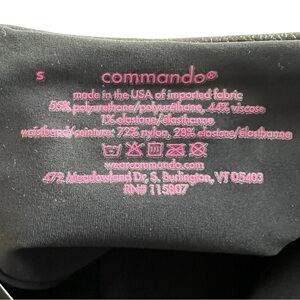 S
commando®
made in the USA of imported fabric
55% polyurethane/polyuréthane, 44% viscose
1% elastane/élasthanne
waistband/ceinture: 72% nylon, 28% elastane/élasthanne
wearcommando.com
472 Meadowland Dr, S. Burlington, VT 05403
RN# 115807